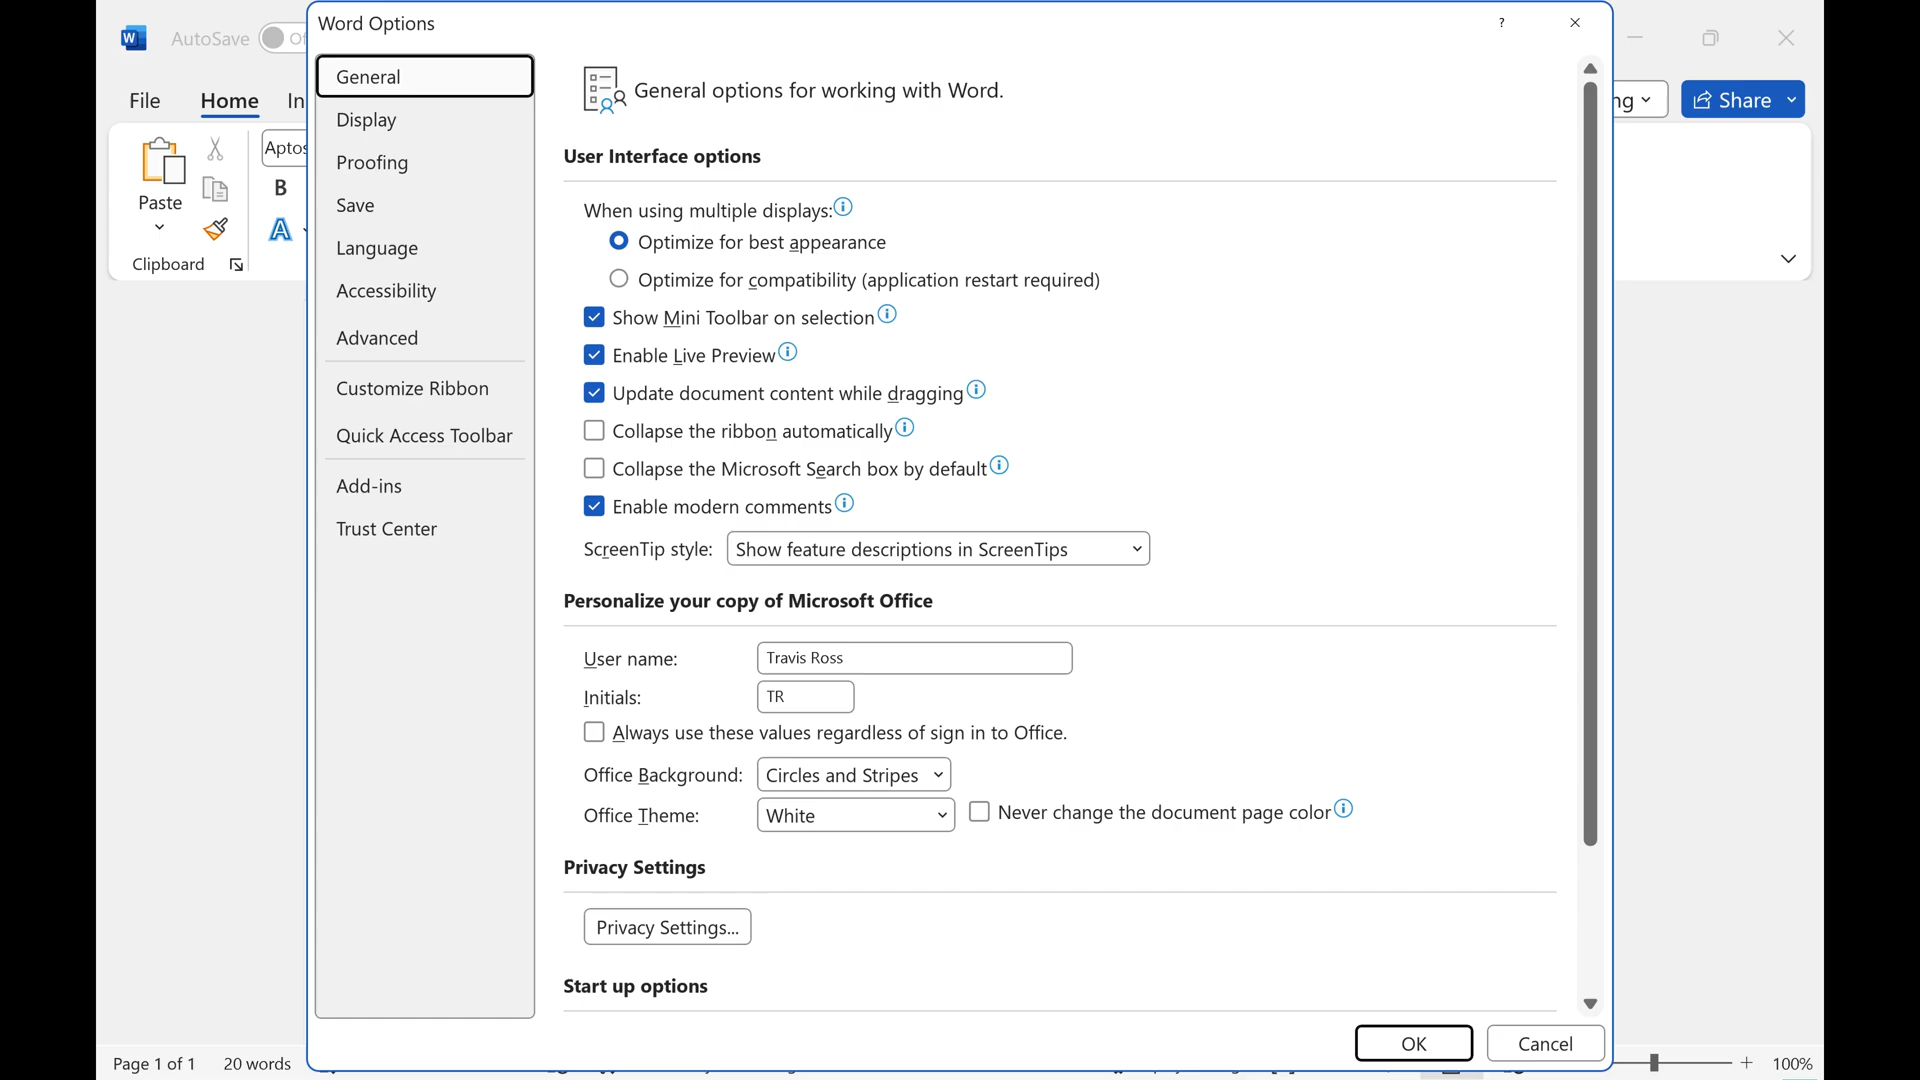 Word Options
?
AutoSave
File
Home
In
Share
Paste
Clipboard
Aptos
B
A
General
Display
Proofing
Save
Language
Accessibility
Advanced
Customize Ribbon
Quick Access Toolbar
Add-ins
Trust Center
General options for working with Word.
User Interface options
When using multiple displays:
Optimize for best appearance
Optimize for compatibility (application restart required)
Show Mini Toolbar on selection
Enable Live Preview
Update document content while dragging
Collapse the ribbon automatically
Collapse the Microsoft Search box by default
Enable modern comments
ScreenTip style: Show feature descriptions in ScreenTips
Personalize your copy of Microsoft Office
User name: Travis Ross
Initials: TR
Always use these values regardless of sign in to Office.
Office Background: Circles and Stripes
Office Theme: White Never change the document page color
Privacy Settings
Privacy Settings...
Start up options
OK Cancel
Page 1 of 1 20 words 100%